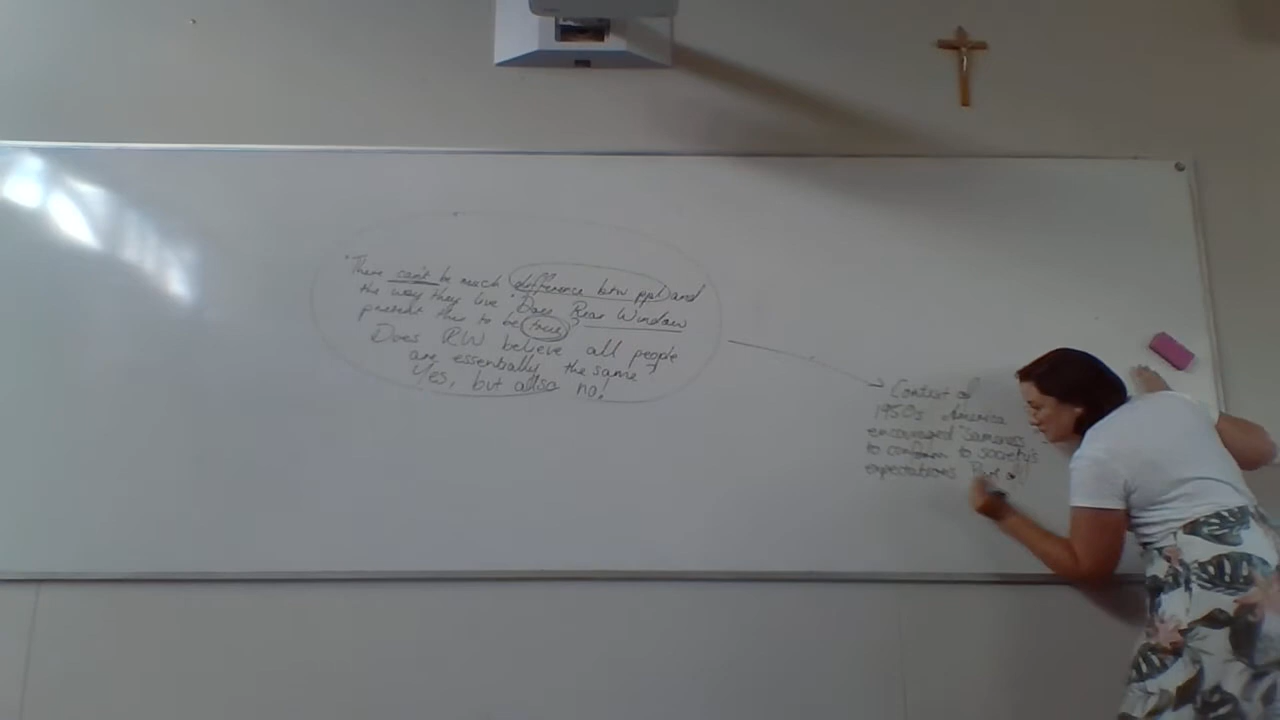 "There can't be much difference btw ppl and
the way they live" Does Rear Window
present this to be true?
Does RW believe all people
are essentially the same?
Yes, but also no!
Context of
1950s America
encouraged "sameness"
to conform to society's
expectations